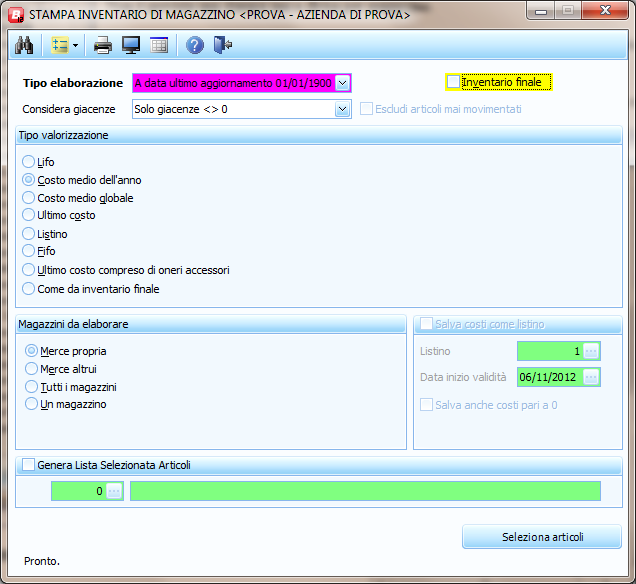 STAMPA INVENTARIO DI MAGAZZINO <PROVA - AZIENDA DI PROVA>
Tipo elaborazione A data ultimo aggiornamento 01/01/1900 Inventario finale
Considera giacenze Solo giacenze <> 0 Escludi articoli mai movimentati
Tipo valorizzazione
Lifo
Costo medio dell'anno
Costo medio globale
Ultimo costo
Listino
Fifo
Ultimo costo compreso di oneri accessori
Come da inventario finale
Magazzini da elaborare
Merce propria
Merce altrui
Tutti i magazzini
Un magazzino
Salva costi come listino
Listino 1 ...
Data inizio validità 06/11/2012 ...
Salva anche costi pari a 0
Genera Lista Selezionata Articoli
0 ...
Seleziona articoli
Pronto.